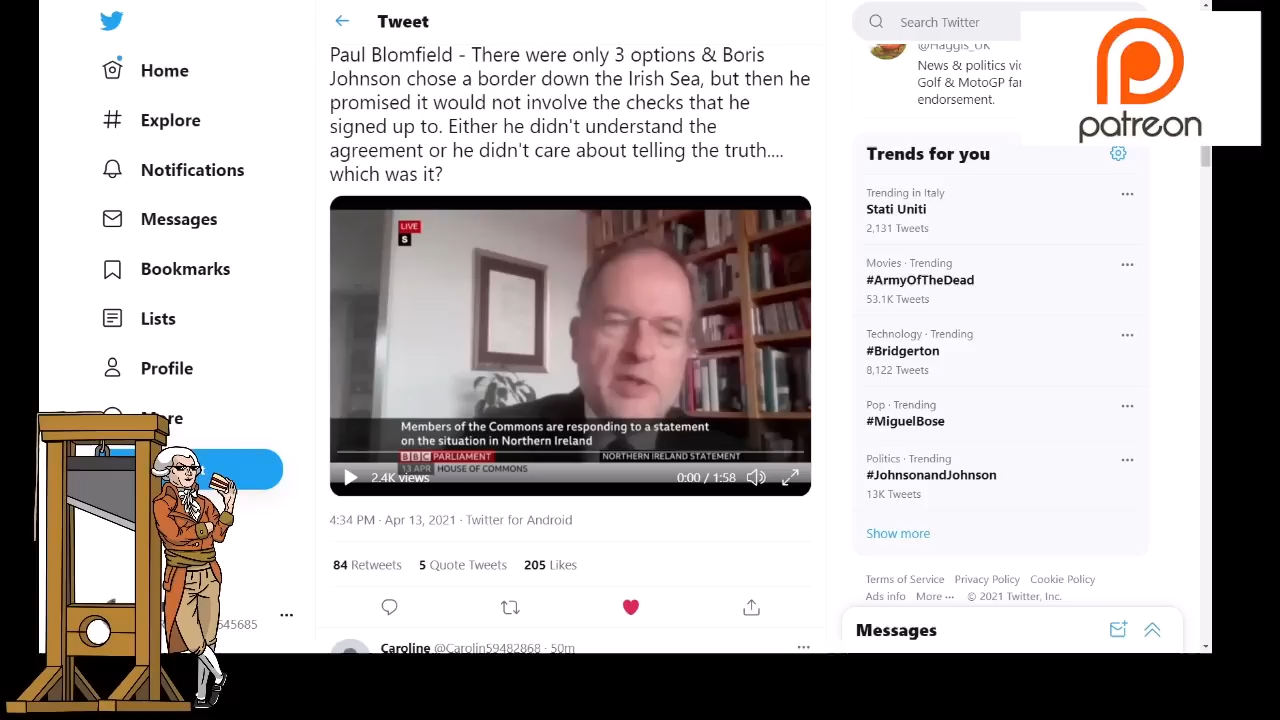 Tweet
Home
Explore
Notifications
Messages
Bookmarks
Lists
Profile
Paul Blomfield - There were only 3 options & Boris
Johnson chose a border down the Irish Sea, but then he
promised it would not involve the checks that he
signed up to. Either he didn't understand the
agreement or he didn't care about telling the truth....
which was it?
LIVE
S
Members of the Commons are responding to a statement
on the situation in Northern Ireland
BBC PARLIAMENT
NORTHERN IRELAND STATEMENT
13 APR HOUSE OF COMMONS
2.4K views
0:00 / 1:58
4:34 PM · Apr 13, 2021 · Twitter for Android
84 Retweets 5 Quote Tweets 205 Likes
545685
Caroline @Carolin59482868 · 50m
Search Twitter
@Haggis_UK
News & politics
Golf & MotoGP
endorsement.
patreon
Trends for you
Trending in Italy
Stati Uniti
2,131 Tweets
Movies · Trending
#ArmyOfTheDead
53.1K Tweets
Technology · Trending
#Bridgerton
8,122 Tweets
Pop · Trending
#MiguelBose
Politics · Trending
#JohnsonandJohnson
13K Tweets
Show more
Terms of Service Privacy Policy Cookie Policy
Ads info More ··· © 2021 Twitter, Inc.
Messages